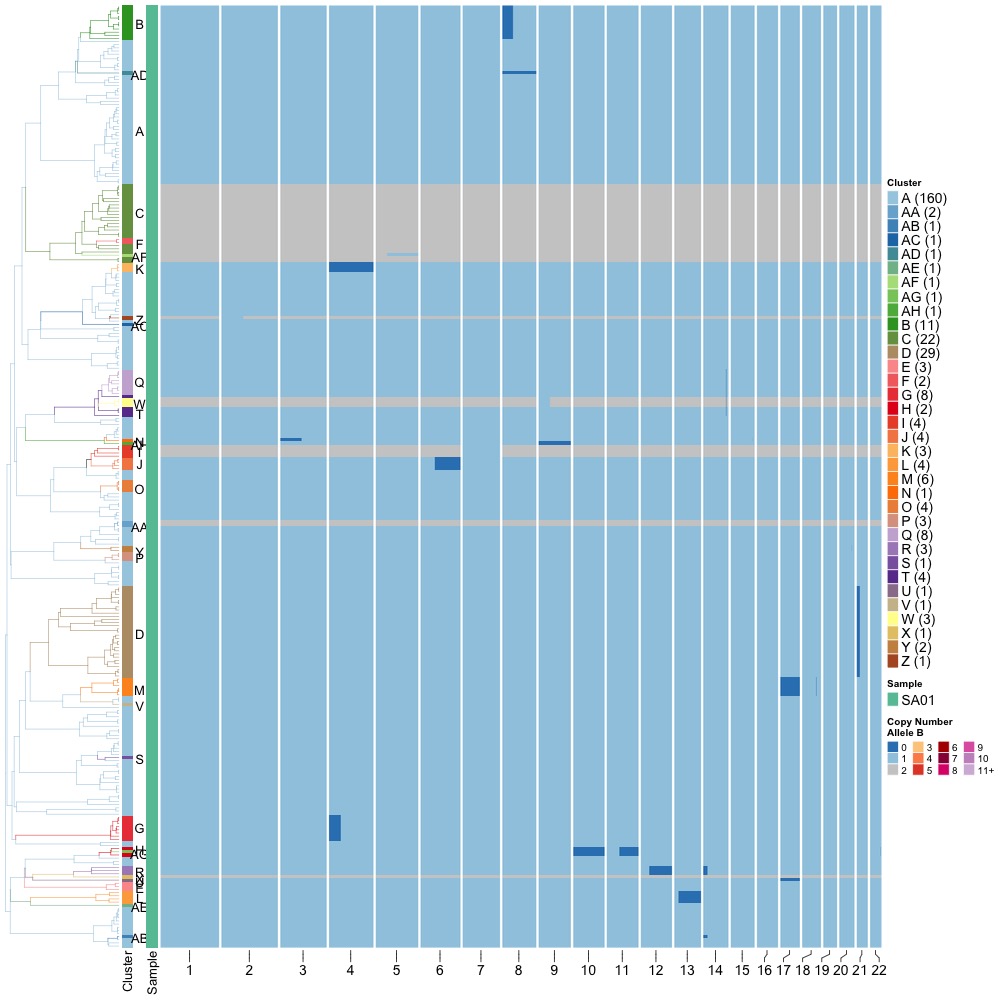 B
AD
A
C
F
AF
K
Z
AC
Q
W
T
N
J
O
AA
Y
P
D
M
V
S
G
H
AG
R
L
AE
AB
Cluster
Sample
1 2 3 4 5 6 7 8 9 10 11 12 13 14 15 16 17 18 19 20 21 22
Cluster
A (160)
AA (2)
AB (1)
AC (1)
AD (1)
AE (1)
AF (1)
AG (1)
AH (1)
B (11)
C (22)
D (29)
E (3)
F (2)
G (8)
H (2)
I (4)
J (4)
K (3)
L (4)
M (6)
N (1)
O (4)
P (3)
Q (8)
R (3)
S (1)
T (4)
U (1)
V (1)
W (3)
X (1)
Y (2)
Z (1)
Sample
SA01
Copy Number
Allele B
0 3 6 9
1 4 7 10
2 5 8 11+